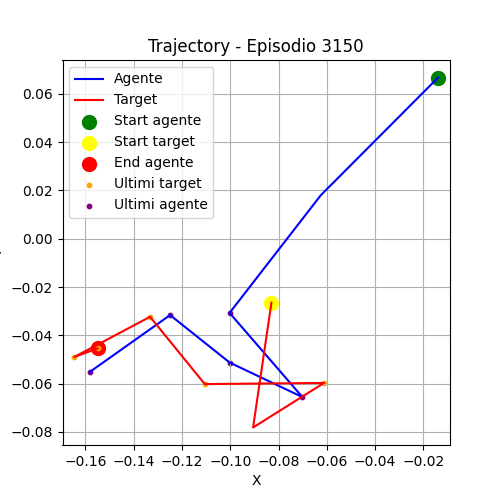 Trajectory - Episodio 3150
Agente
Target
Start agente
Start target
End agente
Ultimi target
Ultimi agente
0.06
0.04
0.02
0.00
−0.02
−0.04
−0.06
−0.08
−0.16 −0.14 −0.12 −0.10 −0.08 −0.06 −0.04 −0.02
X